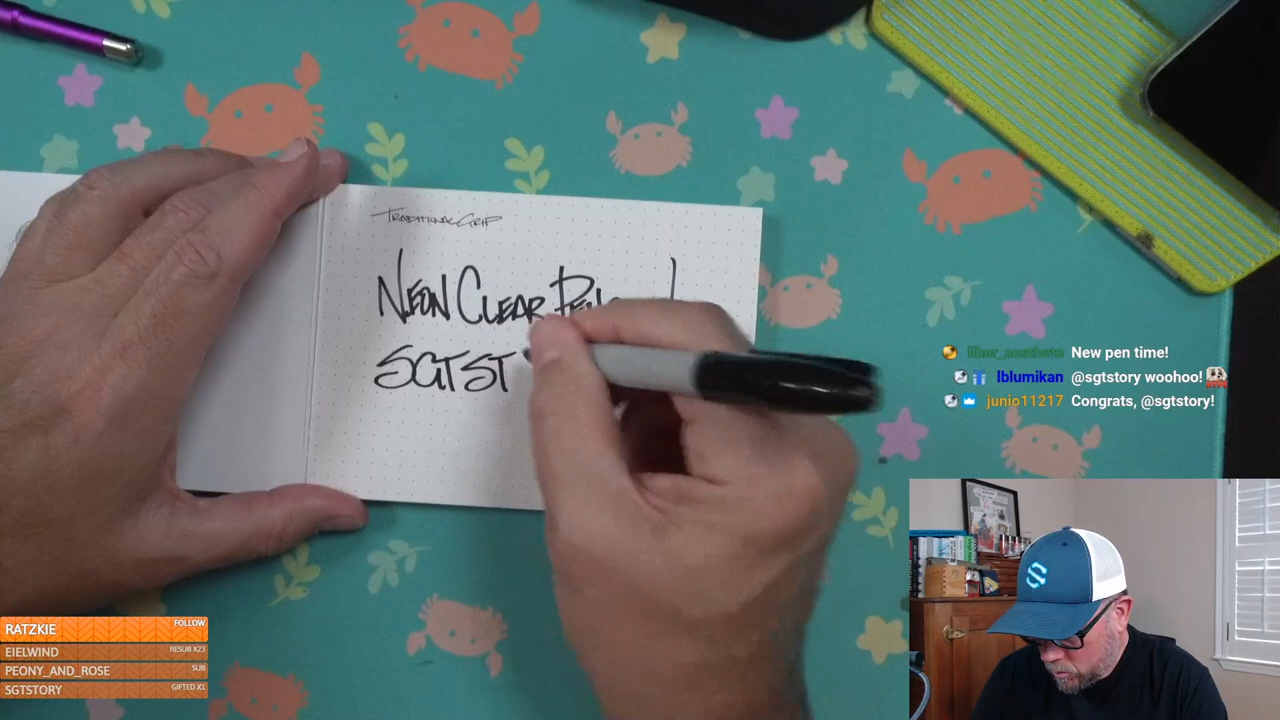 TRADITIONAL GRIP
NEON CLEAR
SGTST
New pen time!
lblumikan @sgtstory woohoo!
junio11217 Congrats, @sgtstory!
RATZKIE FOLLOW
EIELWIND RESUB X23
PEONY_AND_ROSE SUB
SGTSTORY GIFTED X1
S